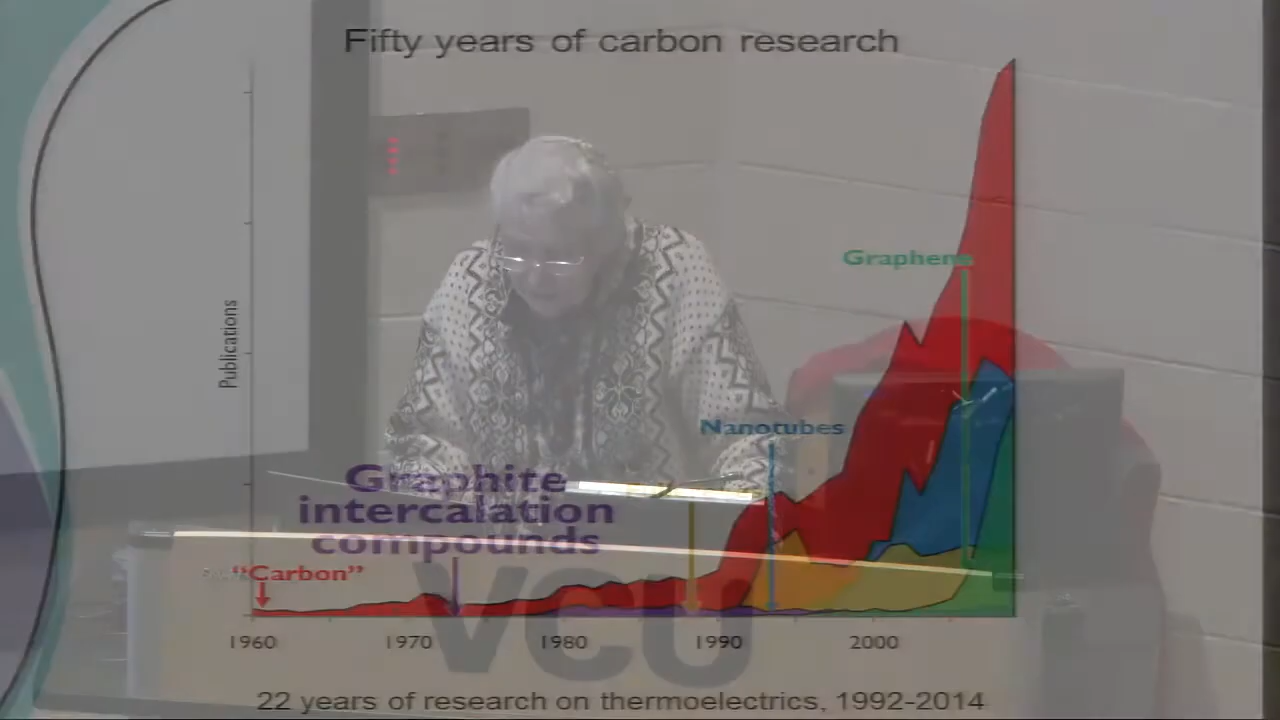 Fifty years of carbon research
Graphene
Publications
Nanotubes
Graphite
intercalation
compounds
"Carbon"
1960 1970 1980 1990 2000
VCU
22 years of research on thermoelectrics, 1992-2014